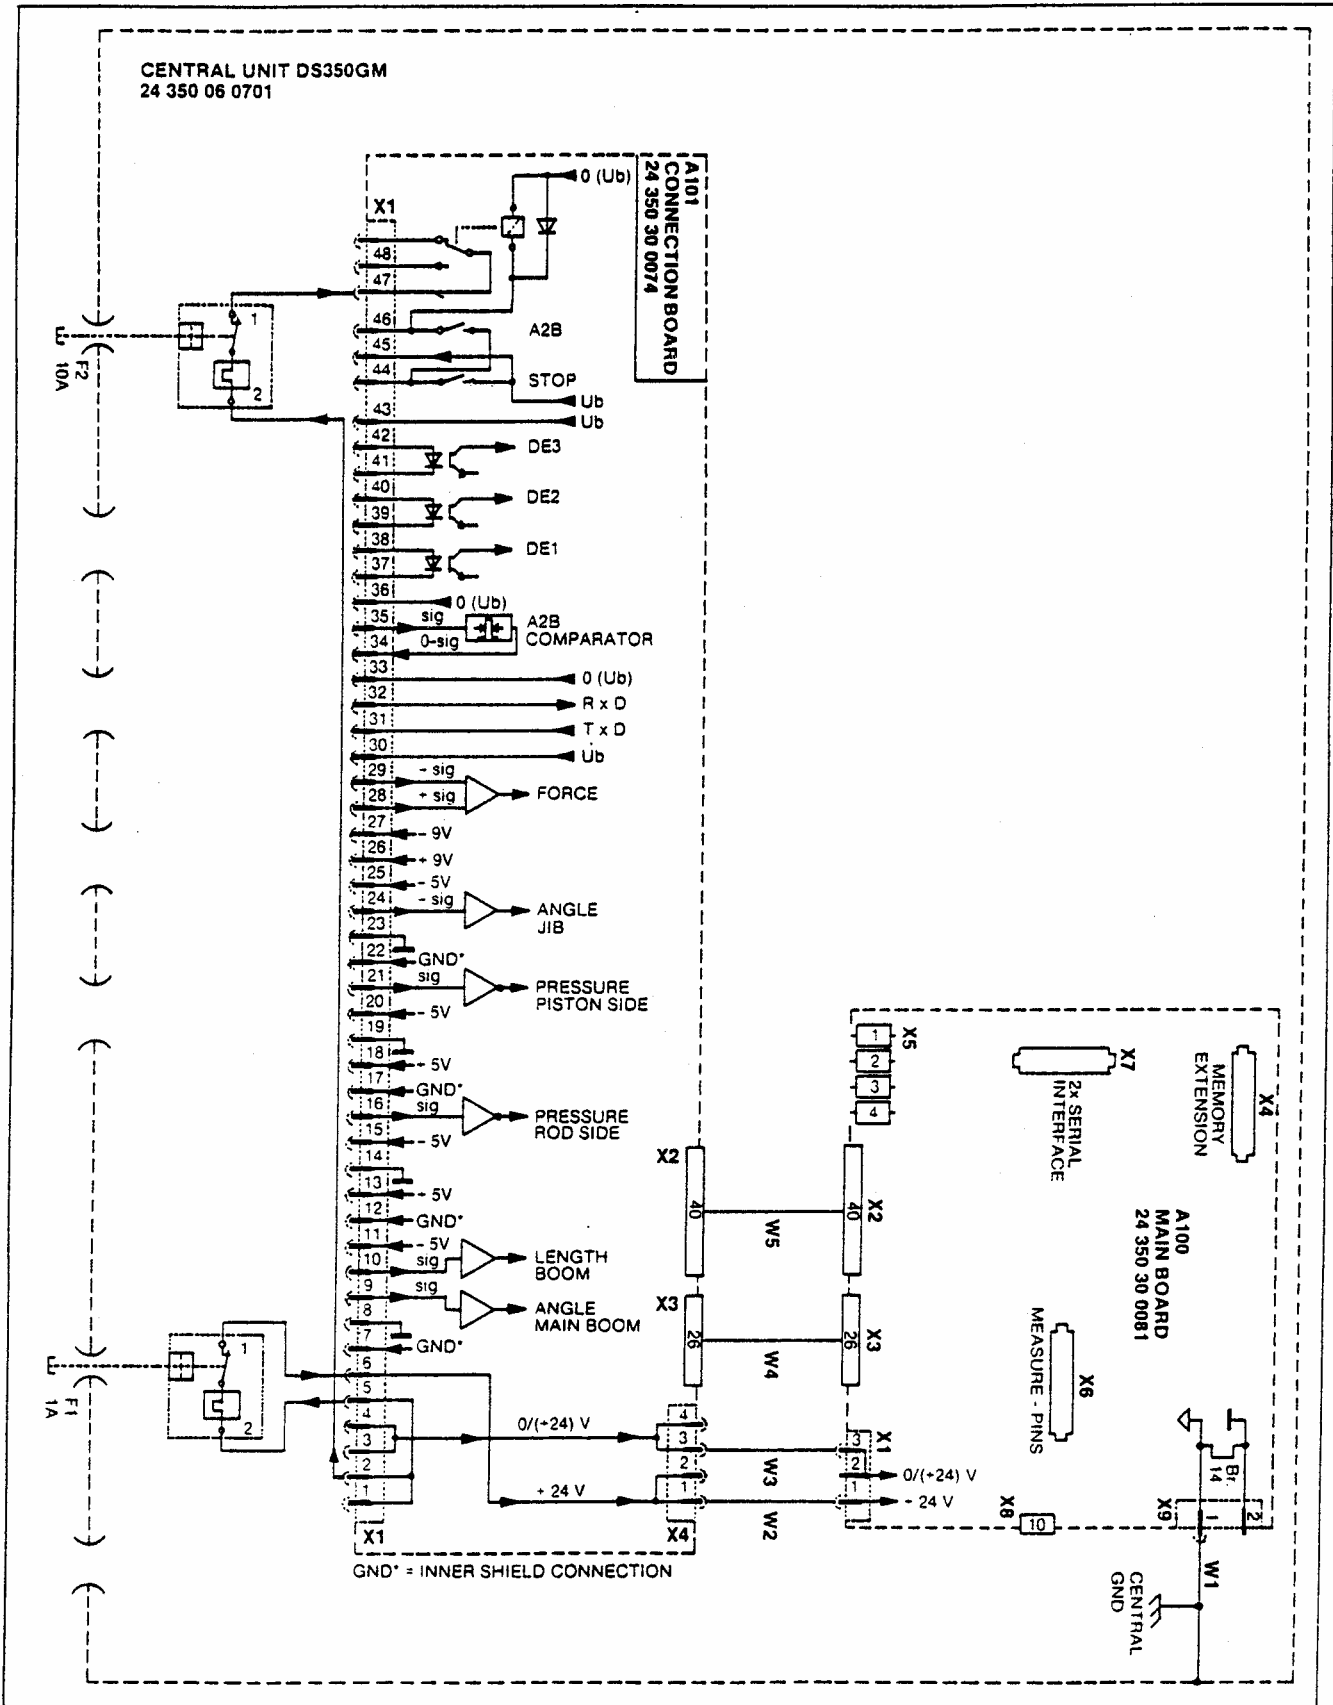 CENTRAL UNIT DS350GM
24 350 06 0701
A101
CONNECTION BOARD
24 350 30 0074
0 (Ub)
X1
48
47
46
A2B
45
44
STOP
Ub
43
Ub
42
DE3
41
40
DE2
39
38
DE1
37
36
0 (Ub)
35
sig
A2B
COMPARATOR
34
0-sig
33
0 (Ub)
32
R x D
31
T x D
30
Ub
29
- sig
28
+ sig
FORCE
27
- 9V
26
+ 9V
25
- 5V
24
- sig
ANGLE
JIB
23
22
GND*
21
sig
PRESSURE
PISTON SIDE
20
- 5V
19
18
- 5V
17
GND*
16
sig
PRESSURE
ROD SIDE
15
- 5V
14
13
- 5V
12
GND*
11
- 5V
10
sig
LENGTH
BOOM
9
sig
ANGLE
MAIN BOOM
8
7
GND*
6
5
4
3
2
1
X1
0/(+24) V
+ 24 V
GND* = INNER SHIELD CONNECTION
1
2
F2
10A
1
2
F1
1A
X2
40
W5
40
X2
X3
26
W4
26
X3
4
3
2
1
X4
W3
W2
X1
3
2
1
0/(+24) V
- 24 V
X5
1
2
3
4
X7
2x SERIAL
INTERFACE
X4
MEMORY
EXTENSION
A100
MAIN BOARD
24 350 30 0081
X6
MEASURE - PINS
X8
10
Br.
14
X9
1
2
W1
CENTRAL
GND